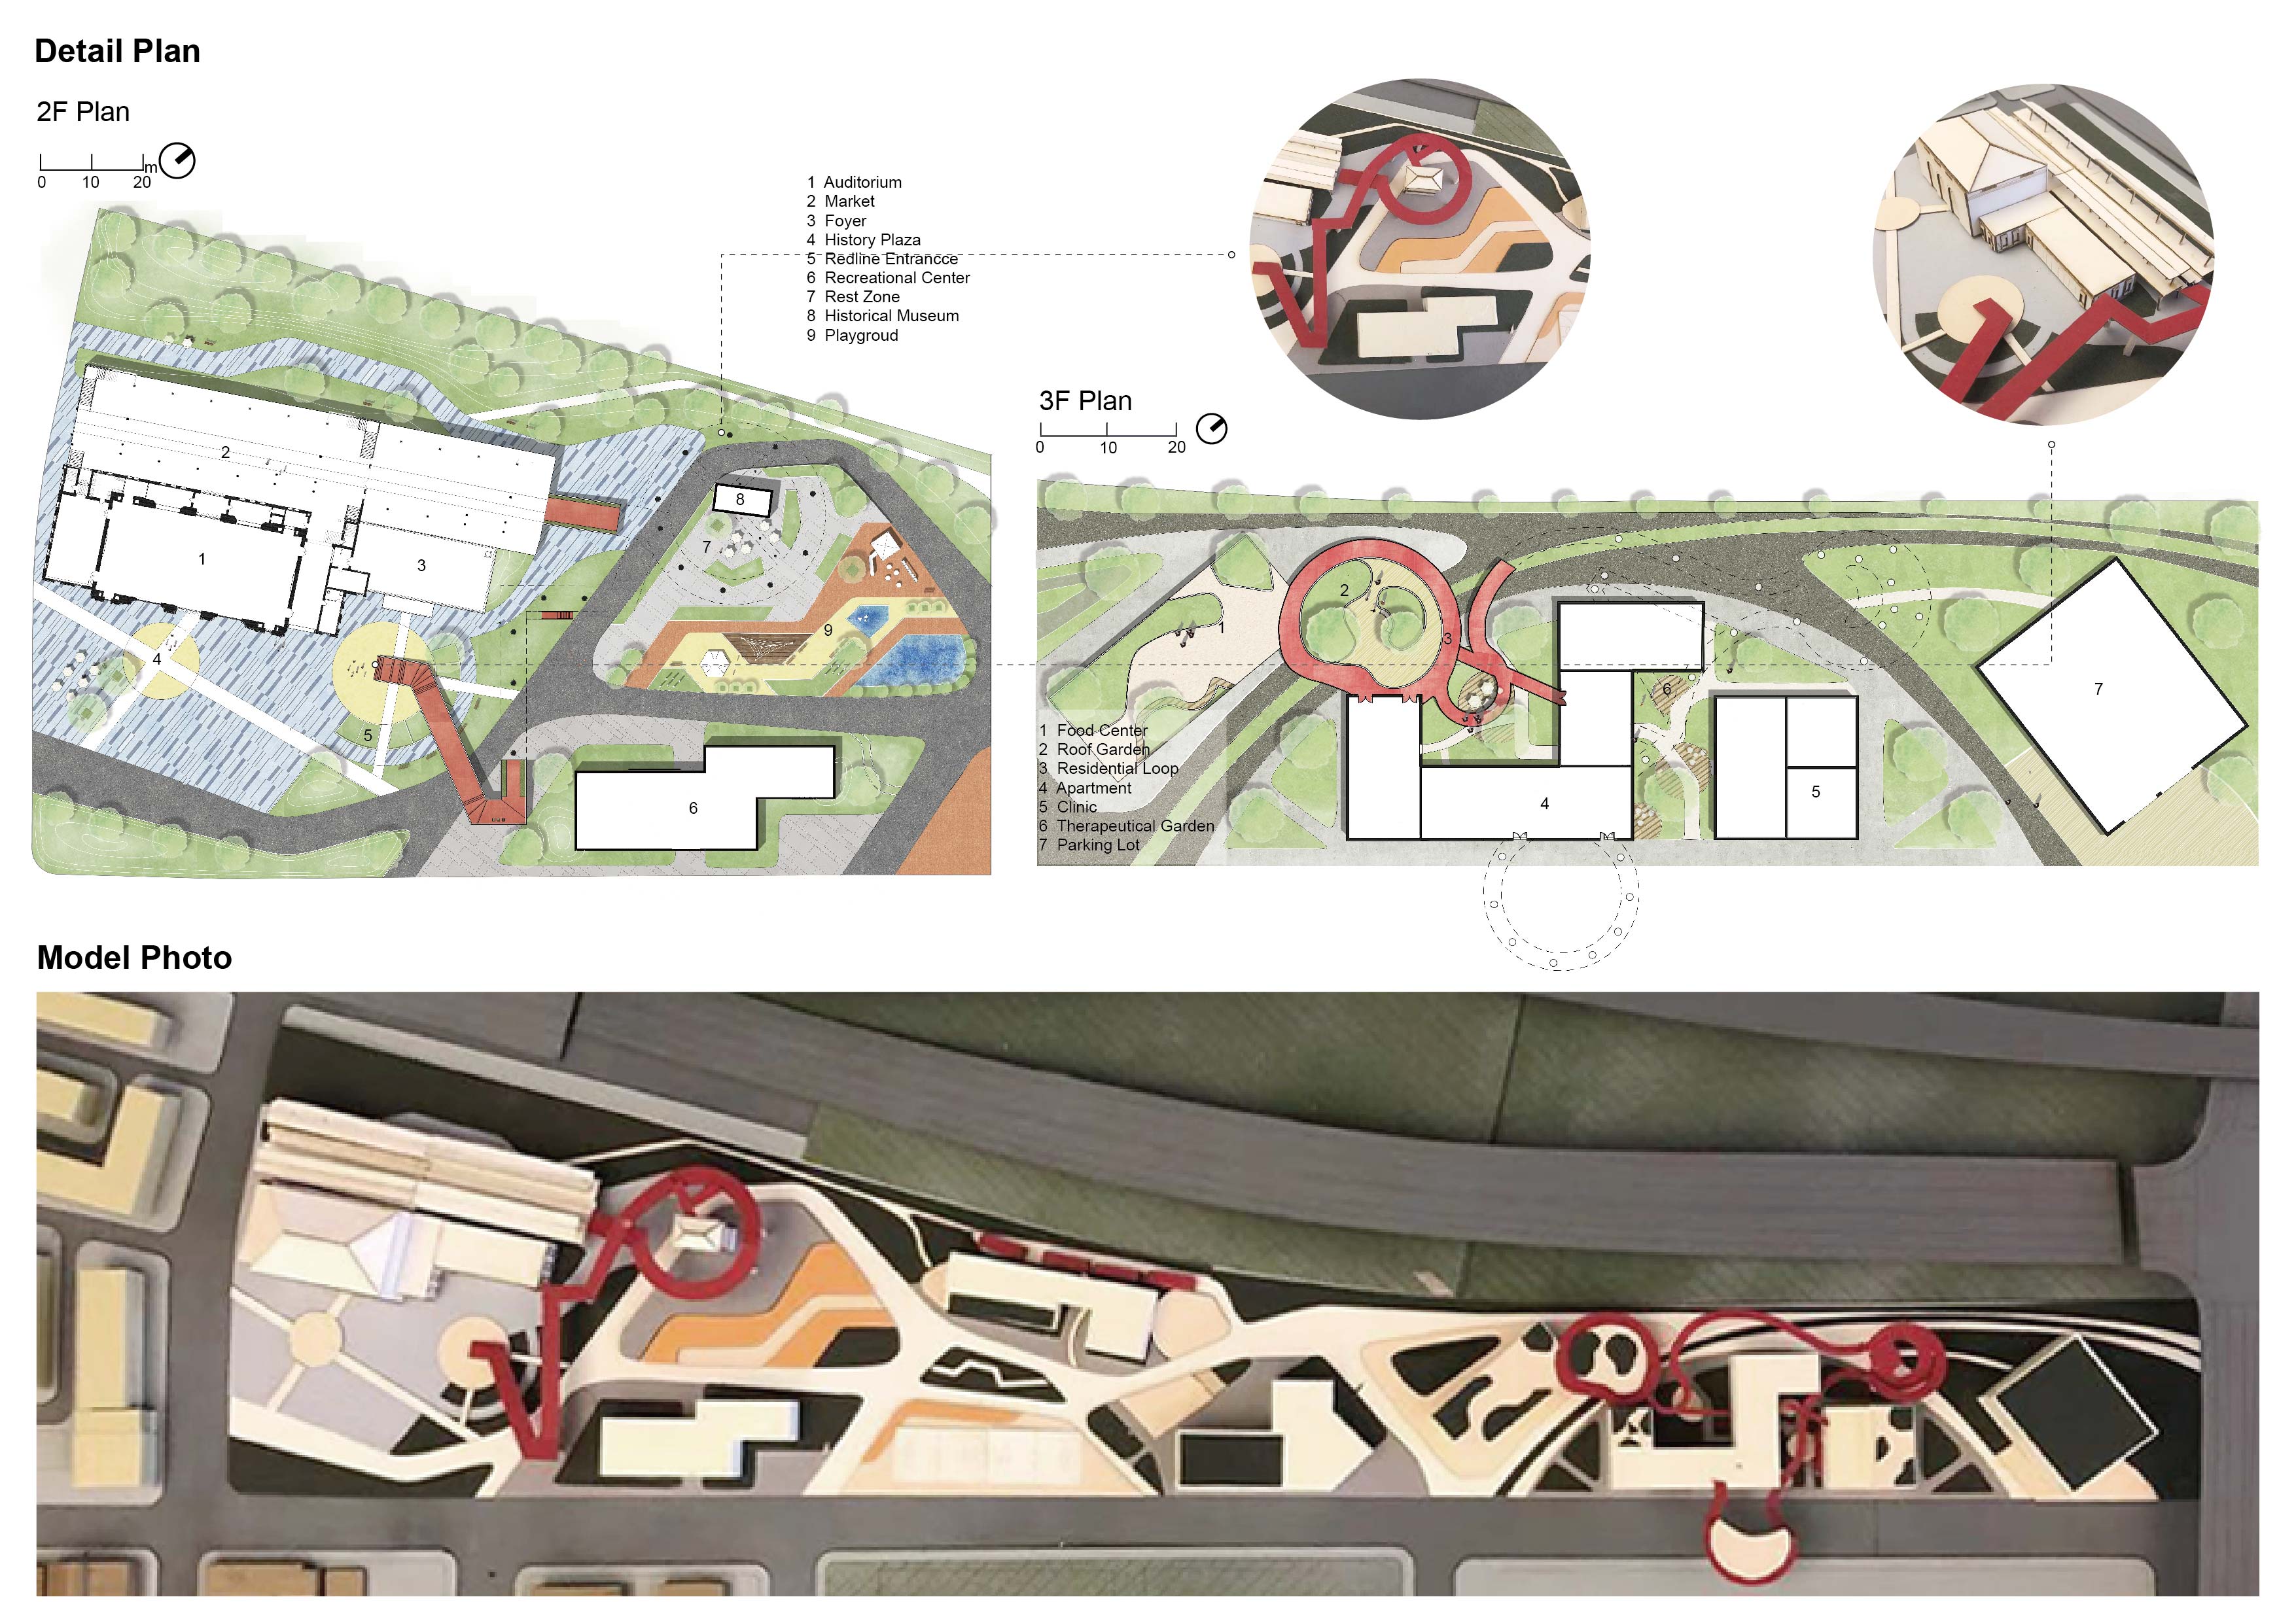 Detail Plan
2F Plan
m
0 10 20
1 Auditorium
2 Market
3 Foyer
4 History Plaza
5 Redline Entrancce
6 Recreational Center
7 Rest Zone
8 Historical Museum
9 Playgroud
2
1
3
8
7
9
4
5
6
3F Plan
0 10 20
2
1
3
6
7
4
5
1 Food Center
2 Roof Garden
3 Residential Loop
4 Apartment
5 Clinic
6 Therapeutical Garden
7 Parking Lot
Model Photo